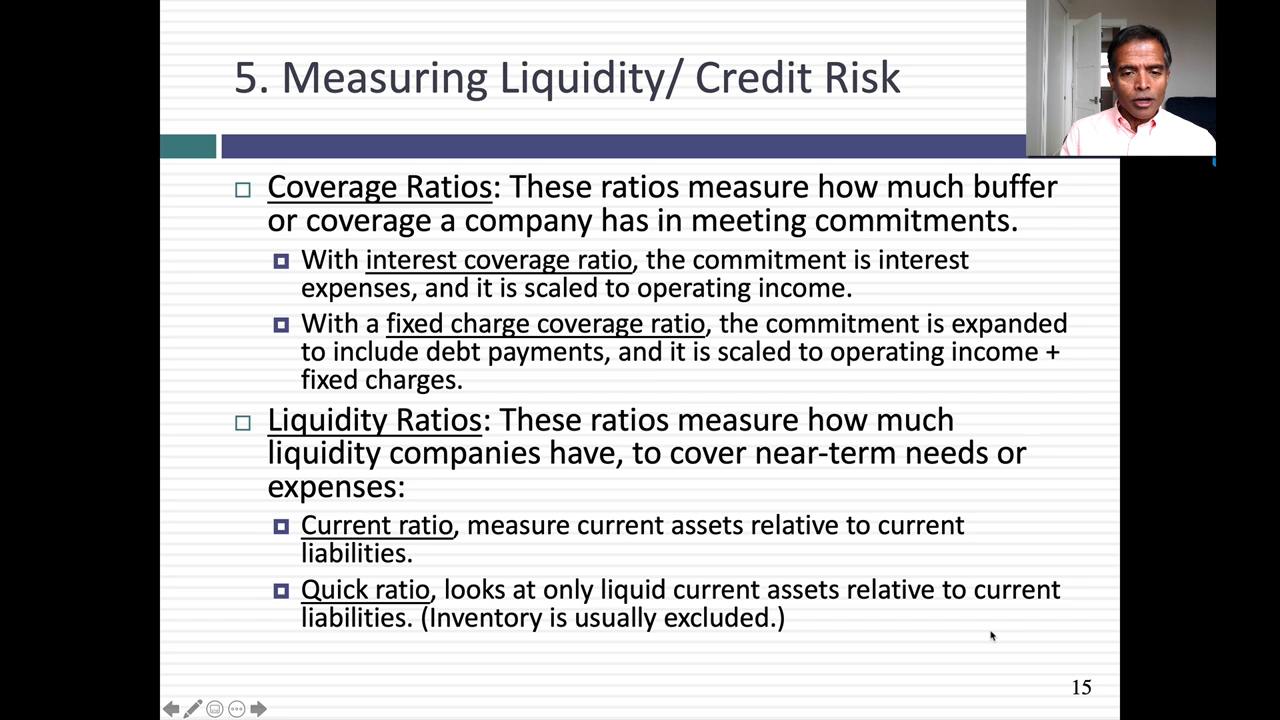 5. Measuring Liquidity/ Credit Risk
Coverage Ratios: These ratios measure how much buffer
or coverage a company has in meeting commitments.
With interest coverage ratio, the commitment is interest
expenses, and it is scaled to operating income.
With a fixed charge coverage ratio, the commitment is expanded
to include debt payments, and it is scaled to operating income +
fixed charges.
Liquidity Ratios: These ratios measure how much
liquidity companies have, to cover near-term needs or
expenses:
Current ratio, measure current assets relative to current
liabilities.
Quick ratio, looks at only liquid current assets relative to current
liabilities. (Inventory is usually excluded.)
15